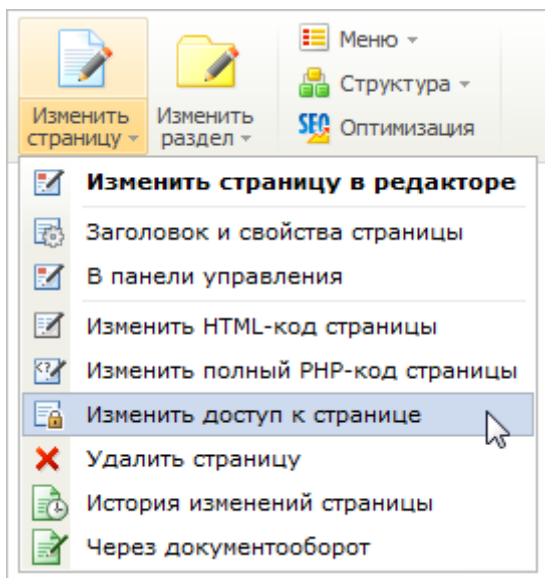 Изменить
страницу
Изменить
раздел
Меню
Структура
SEO Оптимизация
Изменить страницу в редакторе
Заголовок и свойства страницы
В панели управления
Изменить HTML-код страницы
Изменить полный PHP-код страницы
Изменить доступ к странице
Удалить страницу
История изменений страницы
Через документооборот